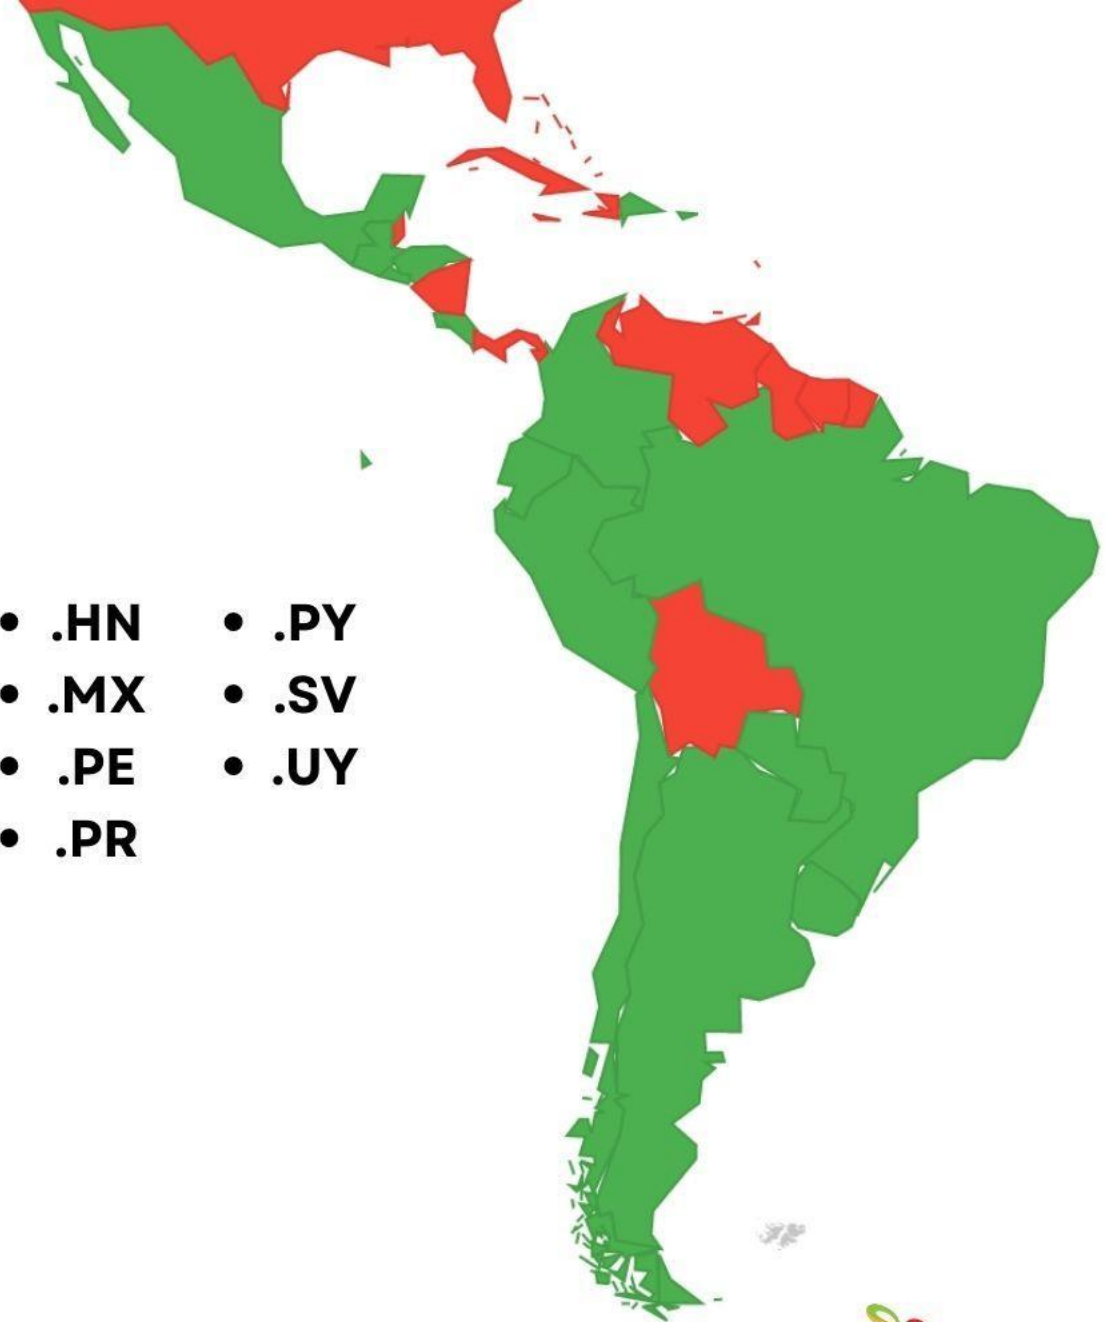 • .HN
• .MX
• .PE
• .PR
• .PY
• .SV
• .UY